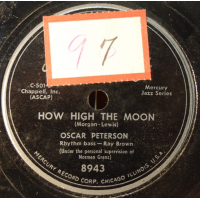 97
C-501
Chappell, Inc.
(ASCAP)
Mercury
Jazz Series
HOW HIGH THE MOON
(Morgan-Lewis)
OSCAR PETERSON
Rhythm bass — Ray Brown
(Under the personal supervision of
Norman Granz)
8943
MERCURY RECORD CORP. CHICAGO, ILLINOIS, U.S.A.